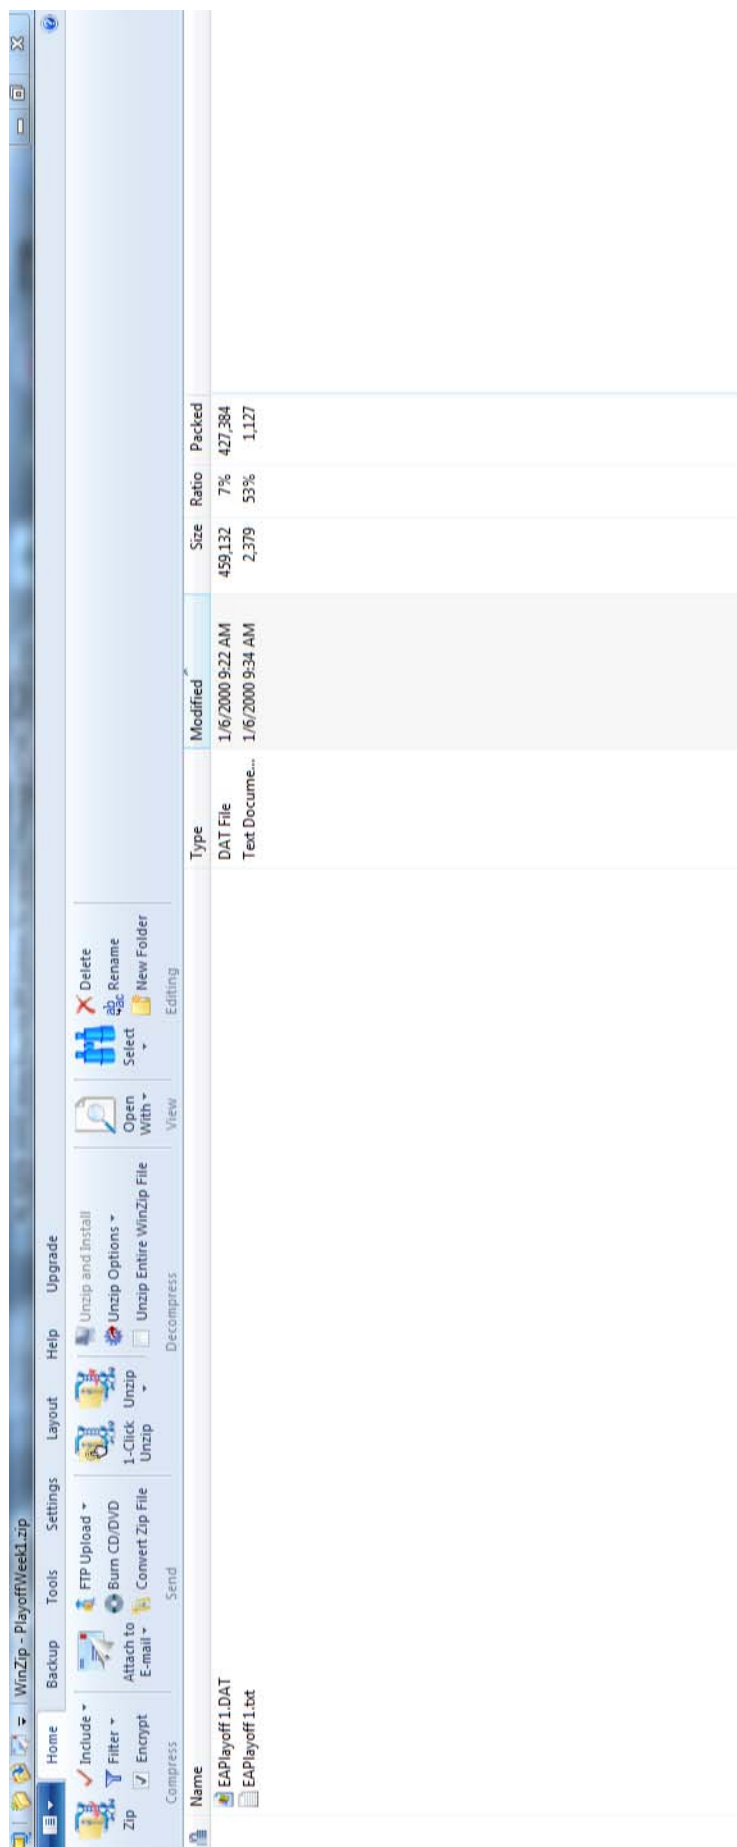 WinZip - PlayoffWeek1.zip
Home Backup Tools Settings Layout Help Upgrade
Zip
Include
Filter
Encrypt
Compress
Attach to
E-mail
FTP Upload
Burn CD/DVD
Convert Zip File
Send
1-Click
Unzip
Unzip
Unzip and Install
Unzip Options
Unzip Entire WinZip File
Decompress
Open
With
View
Select
Delete
Rename
New Folder
Editing
Name Type Modified Size Ratio Packed
EAPlayoff 1.DAT DAT File 1/6/2000 9:22 AM 459,132 7% 427,384
EAPlayoff 1.txt Text Docume... 1/6/2000 9:34 AM 2,379 53% 1,127